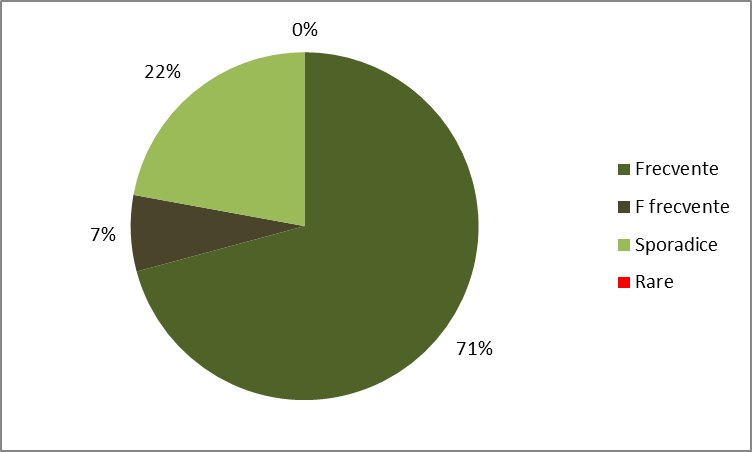 0%
22%
7%
71%
Frecvente
F frecvente
Sporadice
Rare